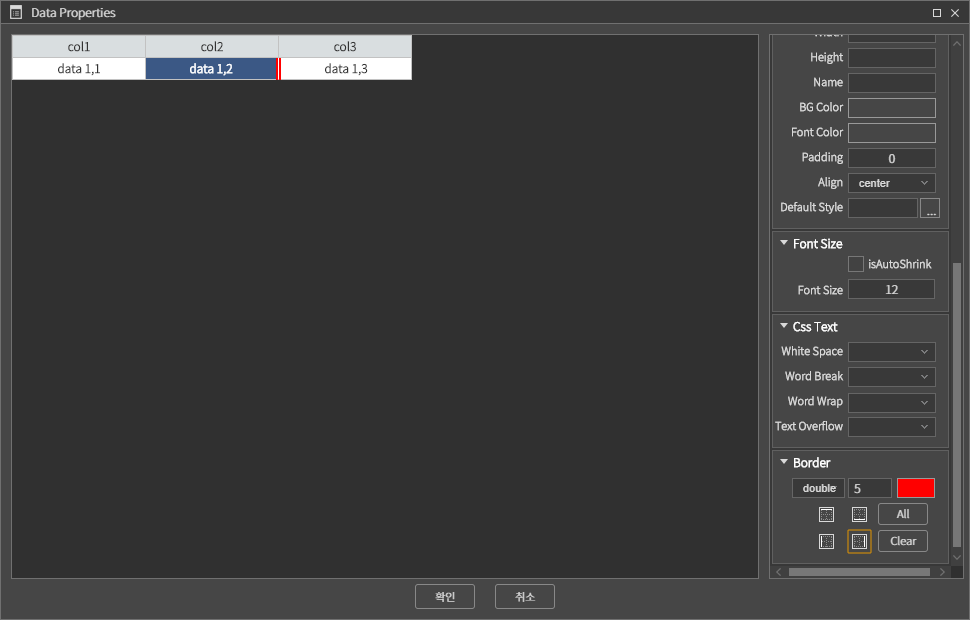 Data Properties
col1 col2 col3
data 1,1 data 1,2 data 1,3
Width
Height
Name
BG Color
Font Color
Padding 0
Align center
Default Style ...
Font Size
isAutoShrink
Font Size 12
Css Text
White Space
Word Break
Word Wrap
Text Overflow
Border
double 5
All
Clear
확인 취소